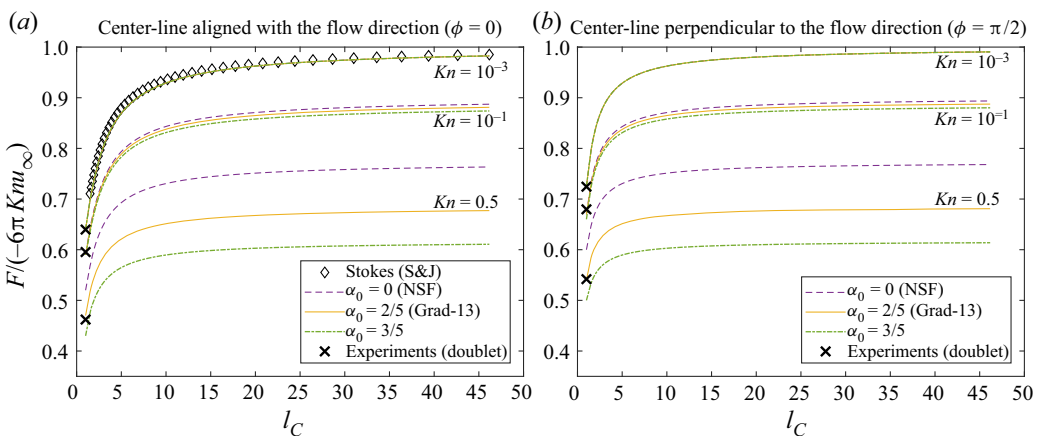 (a) Center-line aligned with the flow direction (ϕ = 0)
1.0
0.9
0.8
0.7
0.6
0.5
0.4
F/(−6π Knu∞)
Kn = 10⁻³
Kn = 10⁻¹
Kn = 0.5
Stokes (S&J)
α₀ = 0 (NSF)
α₀ = 2/5 (Grad-13)
α₀ = 3/5
Experiments (doublet)
0 5 10 15 20 25 30 35 40 45 50
l_C
(b) Center-line perpendicular to the flow direction (ϕ = π/2)
1.0
0.9
0.8
0.7
0.6
0.5
0.4
Kn = 10⁻³
Kn = 10⁻¹
Kn = 0.5
α₀ = 0 (NSF)
α₀ = 2/5 (Grad-13)
α₀ = 3/5
Experiments (doublet)
0 5 10 15 20 25 30 35 40 45 50
l_C